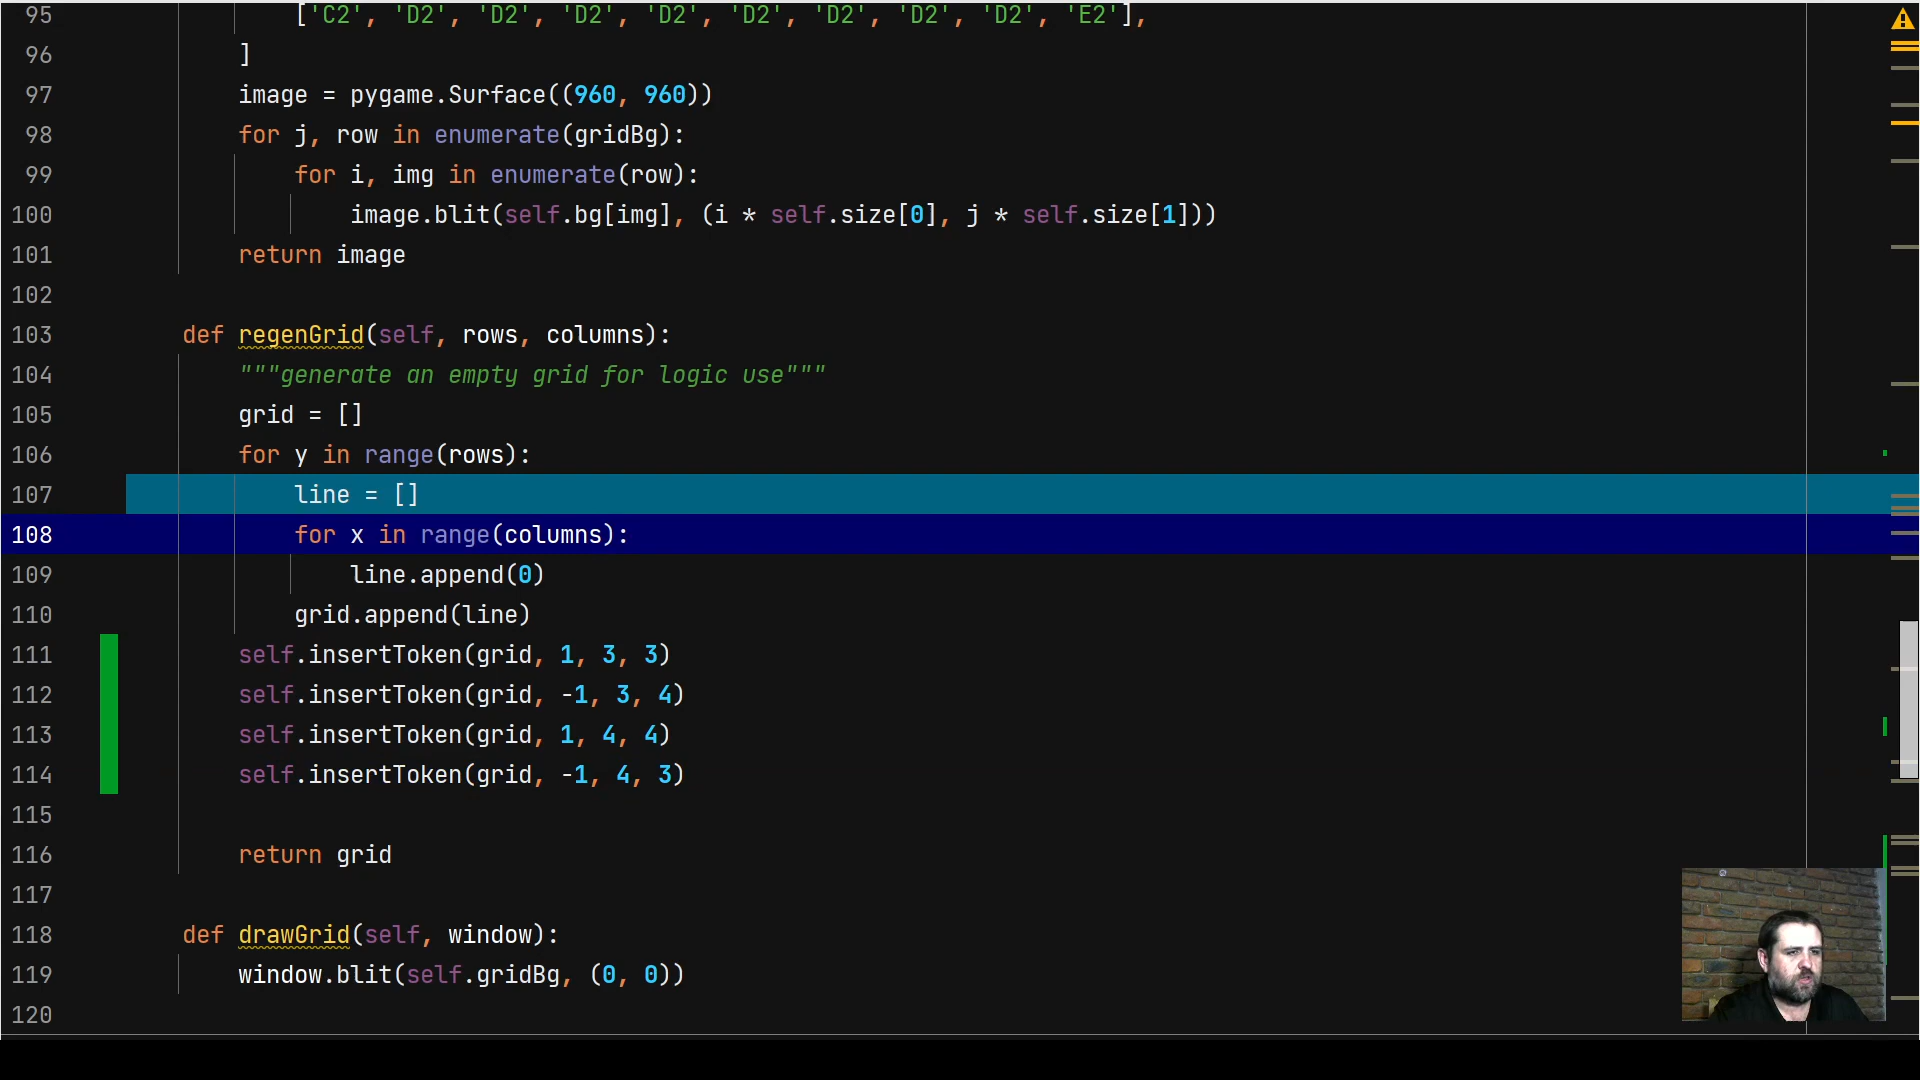 95 ['C2', 'D2', 'D2', 'D2', 'D2', 'D2', 'D2', 'D2', 'D2', 'E2'],
96 ]
97 image = pygame.Surface((960, 960))
98 for j, row in enumerate(gridBg):
99 for i, img in enumerate(row):
100 image.blit(self.bg[img], (i * self.size[0], j * self.size[1]))
101 return image
102
103 def regenGrid(self, rows, columns):
104 """generate an empty grid for logic use"""
105 grid = []
106 for y in range(rows):
107 line = []
108 for x in range(columns):
109 line.append(0)
110 grid.append(line)
111 self.insertToken(grid, 1, 3, 3)
112 self.insertToken(grid, -1, 3, 4)
113 self.insertToken(grid, 1, 4, 4)
114 self.insertToken(grid, -1, 4, 3)
115
116 return grid
117
118 def drawGrid(self, window):
119 window.blit(self.gridBg, (0, 0))
120